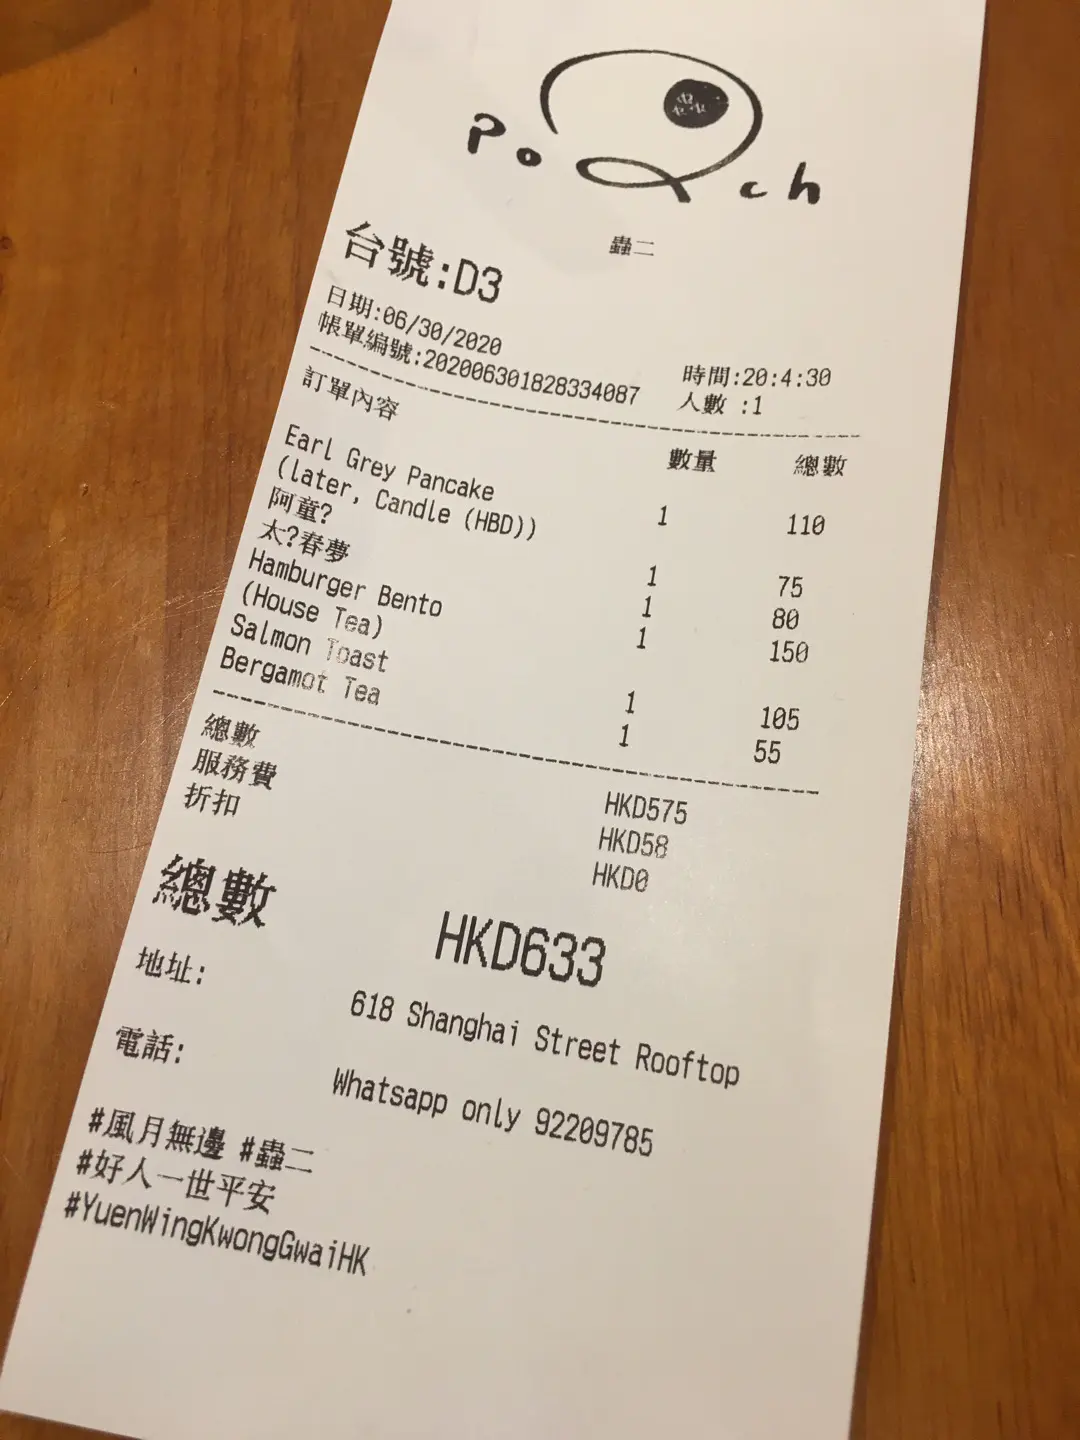 PoQch
蟲二
台號:D3
日期:06/30/2020 時間:20:4:30
帳單編號:202006301828334087 人數 :1
訂單內容 數量 總數
Earl Grey Pancake 1 110
(later, Candle (HBD))
阿童? 1 75
太?春夢 1 80
Hamburger Bento 1 150
(House Tea)
Salmon Toast 1 105
Bergamot Tea 1 55
總數 HKD575
服務費 HKD58
折扣 HKD0
總數 HKD633
地址: 618 Shanghai Street Rooftop
電話: Whatsapp only 92209785
#風月無邊 #蟲二
#好人一世平安
#YuenWingKwongGwaiHK